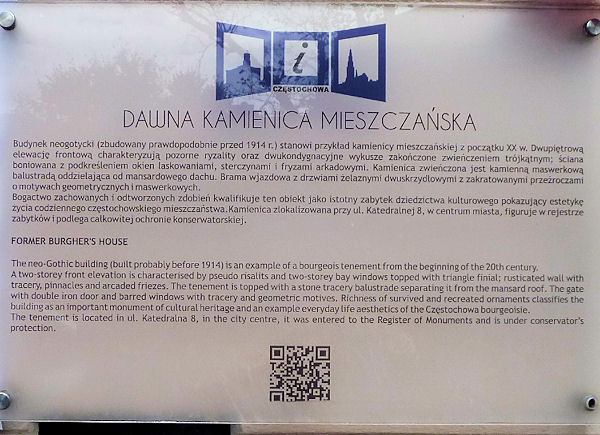 i
CZĘSTOCHOWA
DAWNA KAMIENICA MIESZCZAŃSKA
Budynek neogotycki (zbudowany prawdopodobnie przed 1914 r.) stanowi przykład kamienicy mieszczańskiej z początku XX w. Dwupiętrową
elewację frontową charakteryzują pozorne ryzality oraz dwukondygnacyjne wykusze zakończone zwieńczeniem trójkątnym; ściana
boniowana z podkreśleniem okien laskowaniami, sterczynami i fryzami arkadowymi. Kamienica zwieńczona jest kamienną maswerkową
balustradą oddzielająca od mansardowego dachu. Brama wjazdowa z drzwiami żelaznymi dwuskrzydłowymi z zakratowanymi przeźroczami
o motywach geometrycznych i maswerkowych.
Bogactwo zachowanych i odtworzonych zdobień kwalifikuje ten obiekt jako istotny zabytek dziedzictwa kulturowego pokazujący estetykę
życia codziennego częstochowskiego mieszczaństwa.Kamienica zlokalizowana przy ul. Katedralnej 8, w centrum miasta, figuruje w rejestrze
zabytków i podlega całkowitej ochronie konserwatorskiej.
FORMER BURGHER'S HOUSE
The neo-Gothic building (built probably before 1914) is an example of a bourgeois tenement from the beginning of the 20th century.
A two-storey front elevation is characterised by pseudo risalits and two-storey bay windows topped with triangle finial; rusticated wall with
tracery, pinnacles and arcaded friezes. The tenement is topped with a stone tracery balustrade separating it from the mansard roof. The gate
with double iron door and barred windows with tracery and geometric motives. Richness of survived and recreated ornaments classifies the
building as an important monument of cultural heritage and an example everyday life aesthetics of the Częstochowa bourgeoisie.
The tenement is located in ul. Katedralna 8, in the city centre, it was entered to the Register of Monuments and is under conservator's
protection.